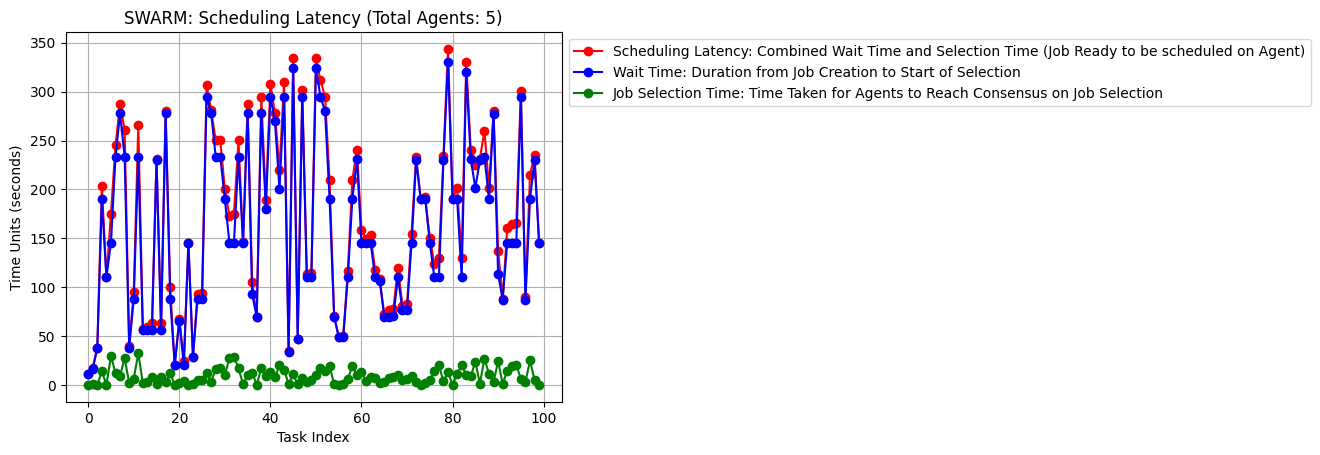 SWARM: Scheduling Latency (Total Agents: 5)
Scheduling Latency: Combined Wait Time and Selection Time (Job Ready to be scheduled on Agent)
Wait Time: Duration from Job Creation to Start of Selection
Job Selection Time: Time Taken for Agents to Reach Consensus on Job Selection
Time Units (seconds)
350
300
250
200
150
100
50
0
0 20 40 60 80 100
Task Index